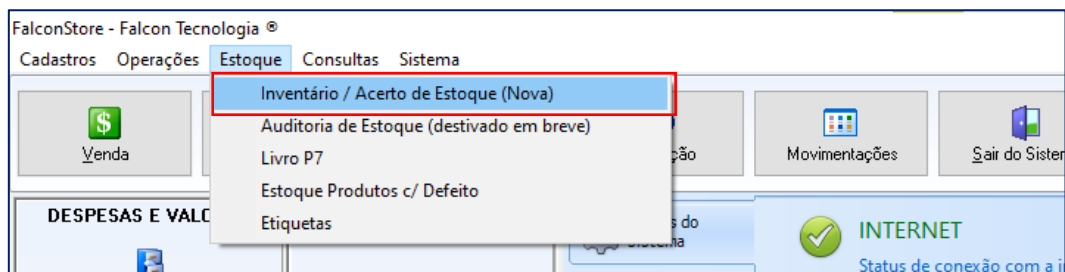 FalconStore - Falcon Tecnologia ®
Cadastros Operações Estoque Consultas Sistema
Inventário / Acerto de Estoque (Nova)
Auditoria de Estoque (destivado em breve)
Livro P7
Estoque Produtos c/ Defeito
Etiquetas
Venda
ção
Movimentações
Sair do Sister
DESPESAS E VALO
s do
INTERNET
Status de conexão com a i